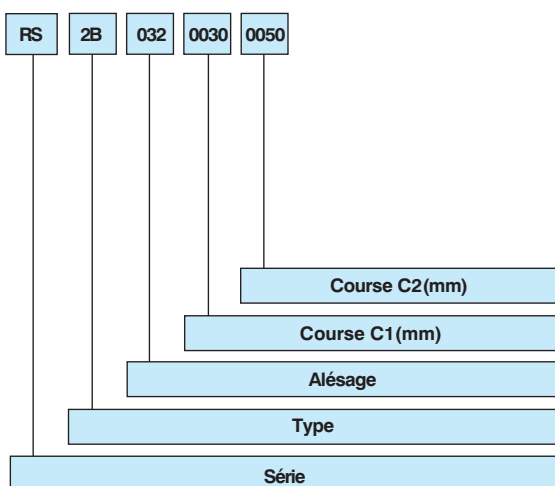 RS 2B 032 0030 0050
Course C2(mm)
Course C1(mm)
Alésage
Type
Série